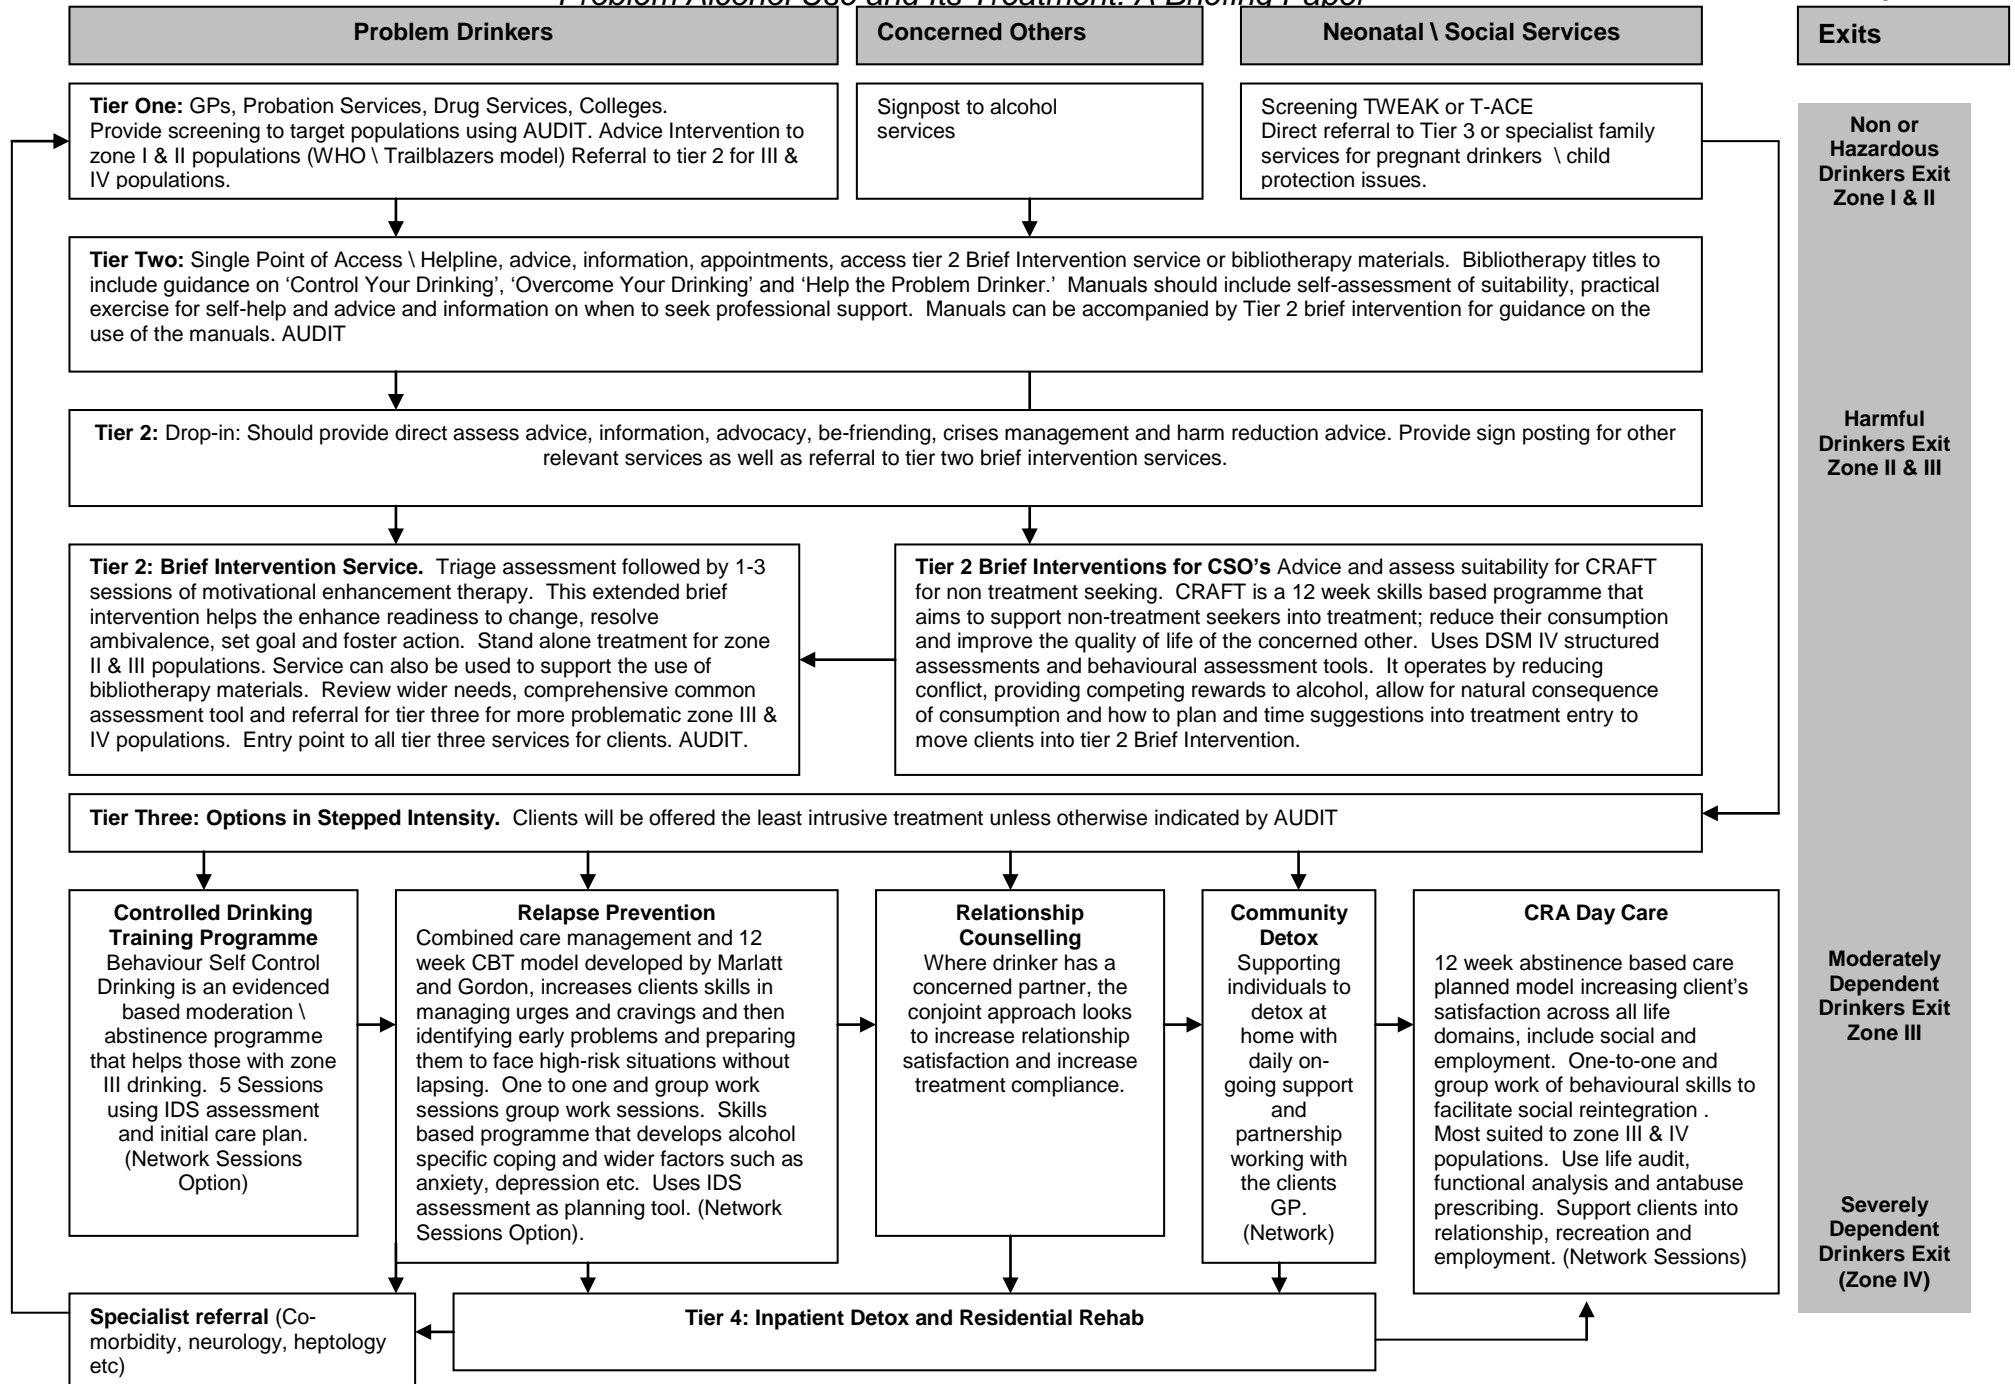 Problem Alcohol Use and Its Treatment: A Briefing Paper
Problem Drinkers
Concerned Others
Neonatal \ Social Services
Exits
Tier One: GPs, Probation Services, Drug Services, Colleges.
Provide screening to target populations using AUDIT. Advice Intervention to
zone I & II populations (WHO \ Trailblazers model) Referral to tier 2 for III &
IV populations.
Signpost to alcohol
services
Screening TWEAK or T-ACE
Direct referral to Tier 3 or specialist family
services for pregnant drinkers \ child
protection issues.
Non or
Hazardous
Drinkers Exit
Zone I & II
Tier Two: Single Point of Access \ Helpline, advice, information, appointments, access tier 2 Brief Intervention service or bibliotherapy materials. Bibliotherapy titles to
include guidance on ‘Control Your Drinking’, ‘Overcome Your Drinking’ and ‘Help the Problem Drinker.’ Manuals should include self-assessment of suitability, practical
exercise for self-help and advice and information on when to seek professional support. Manuals can be accompanied by Tier 2 brief intervention for guidance on the
use of the manuals. AUDIT
Tier 2: Drop-in: Should provide direct assess advice, information, advocacy, be-friending, crises management and harm reduction advice. Provide sign posting for other
relevant services as well as referral to tier two brief intervention services.
Harmful
Drinkers Exit
Zone II & III
Tier 2: Brief Intervention Service. Triage assessment followed by 1-3
sessions of motivational enhancement therapy. This extended brief
intervention helps the enhance readiness to change, resolve
ambivalence, set goal and foster action. Stand alone treatment for zone
II & III populations. Service can also be used to support the use of
bibliotherapy materials. Review wider needs, comprehensive common
assessment tool and referral for tier three for more problematic zone III &
IV populations. Entry point to all tier three services for clients. AUDIT.
Tier 2 Brief Interventions for CSO’s Advice and assess suitability for CRAFT
for non treatment seeking. CRAFT is a 12 week skills based programme that
aims to support non-treatment seekers into treatment; reduce their consumption
and improve the quality of life of the concerned other. Uses DSM IV structured
assessments and behavioural assessment tools. It operates by reducing
conflict, providing competing rewards to alcohol, allow for natural consequence
of consumption and how to plan and time suggestions into treatment entry to
move clients into tier 2 Brief Intervention.
Tier Three: Options in Stepped Intensity. Clients will be offered the least intrusive treatment unless otherwise indicated by AUDIT
Controlled Drinking
Training Programme
Behaviour Self Control
Drinking is an evidenced
based moderation \
abstinence programme
that helps those with zone
III drinking. 5 Sessions
using IDS assessment
and initial care plan.
(Network Sessions
Option)
Relapse Prevention
Combined care management and 12
week CBT model developed by Marlatt
and Gordon, increases clients skills in
managing urges and cravings and then
identifying early problems and preparing
them to face high-risk situations without
lapsing. One to one and group work
sessions group work sessions. Skills
based programme that develops alcohol
specific coping and wider factors such as
anxiety, depression etc. Uses IDS
assessment as planning tool. (Network
Sessions Option).
Relationship
Counselling
Where drinker has a
concerned partner, the
conjoint approach looks
to increase relationship
satisfaction and increase
treatment compliance.
Community
Detox
Supporting
individuals to
detox at
home with
daily on-
going support
and
partnership
working with
the clients
GP.
(Network)
CRA Day Care
12 week abstinence based care
planned model increasing client’s
satisfaction across all life
domains, include social and
employment. One-to-one and
group work of behavioural skills to
facilitate social reintegration .
Most suited to zone III & IV
populations. Use life audit,
functional analysis and antabuse
prescribing. Support clients into
relationship, recreation and
employment. (Network Sessions)
Moderately
Dependent
Drinkers Exit
Zone III
Severely
Dependent
Drinkers Exit
(Zone IV)
Specialist referral (Co-
morbidity, neurology, heptology
etc)
Tier 4: Inpatient Detox and Residential Rehab